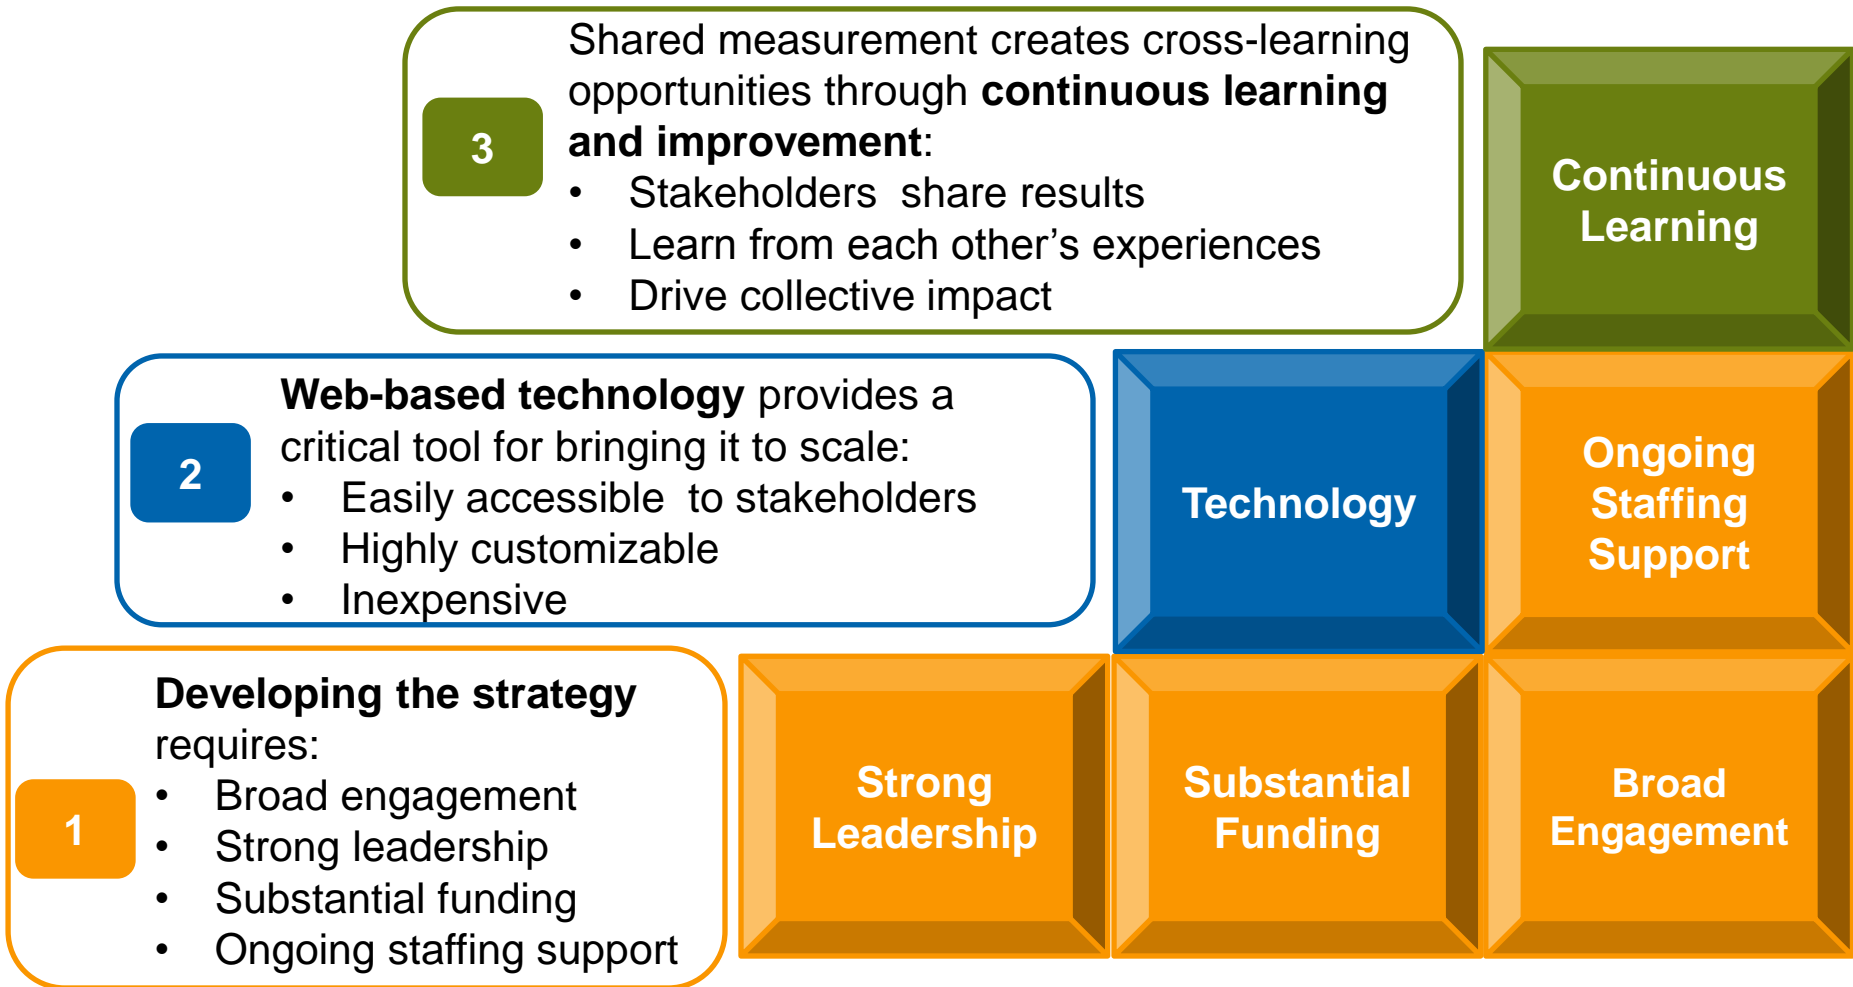 Shared measurement creates cross-learning
opportunities through continuous learning
and improvement:
• Stakeholders  share results
• Learn from each other’s experiences
• Drive collective impact
3
Continuous
Learning
Web-based technology provides a
critical tool for bringing it to scale:
• Easily accessible  to stakeholders
• Highly customizable
• Inexpensive
2
Technology
Ongoing
Staffing
Support
Developing the strategy
requires:
• Broad engagement
• Strong leadership
• Substantial funding
• Ongoing staffing support
1
Strong
Leadership
Substantial
Funding
Broad
Engagement